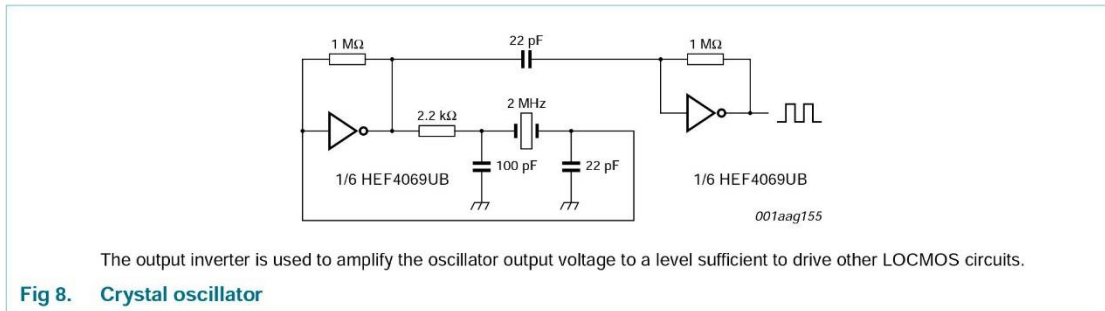 1 MΩ
22 pF
1 MΩ
2.2 kΩ
2 MHz
100 pF
22 pF
1/6 HEF4069UB
1/6 HEF4069UB
001aag155
The output inverter is used to amplify the oscillator output voltage to a level sufficient to drive other LOCMOS circuits.
Fig 8. Crystal oscillator